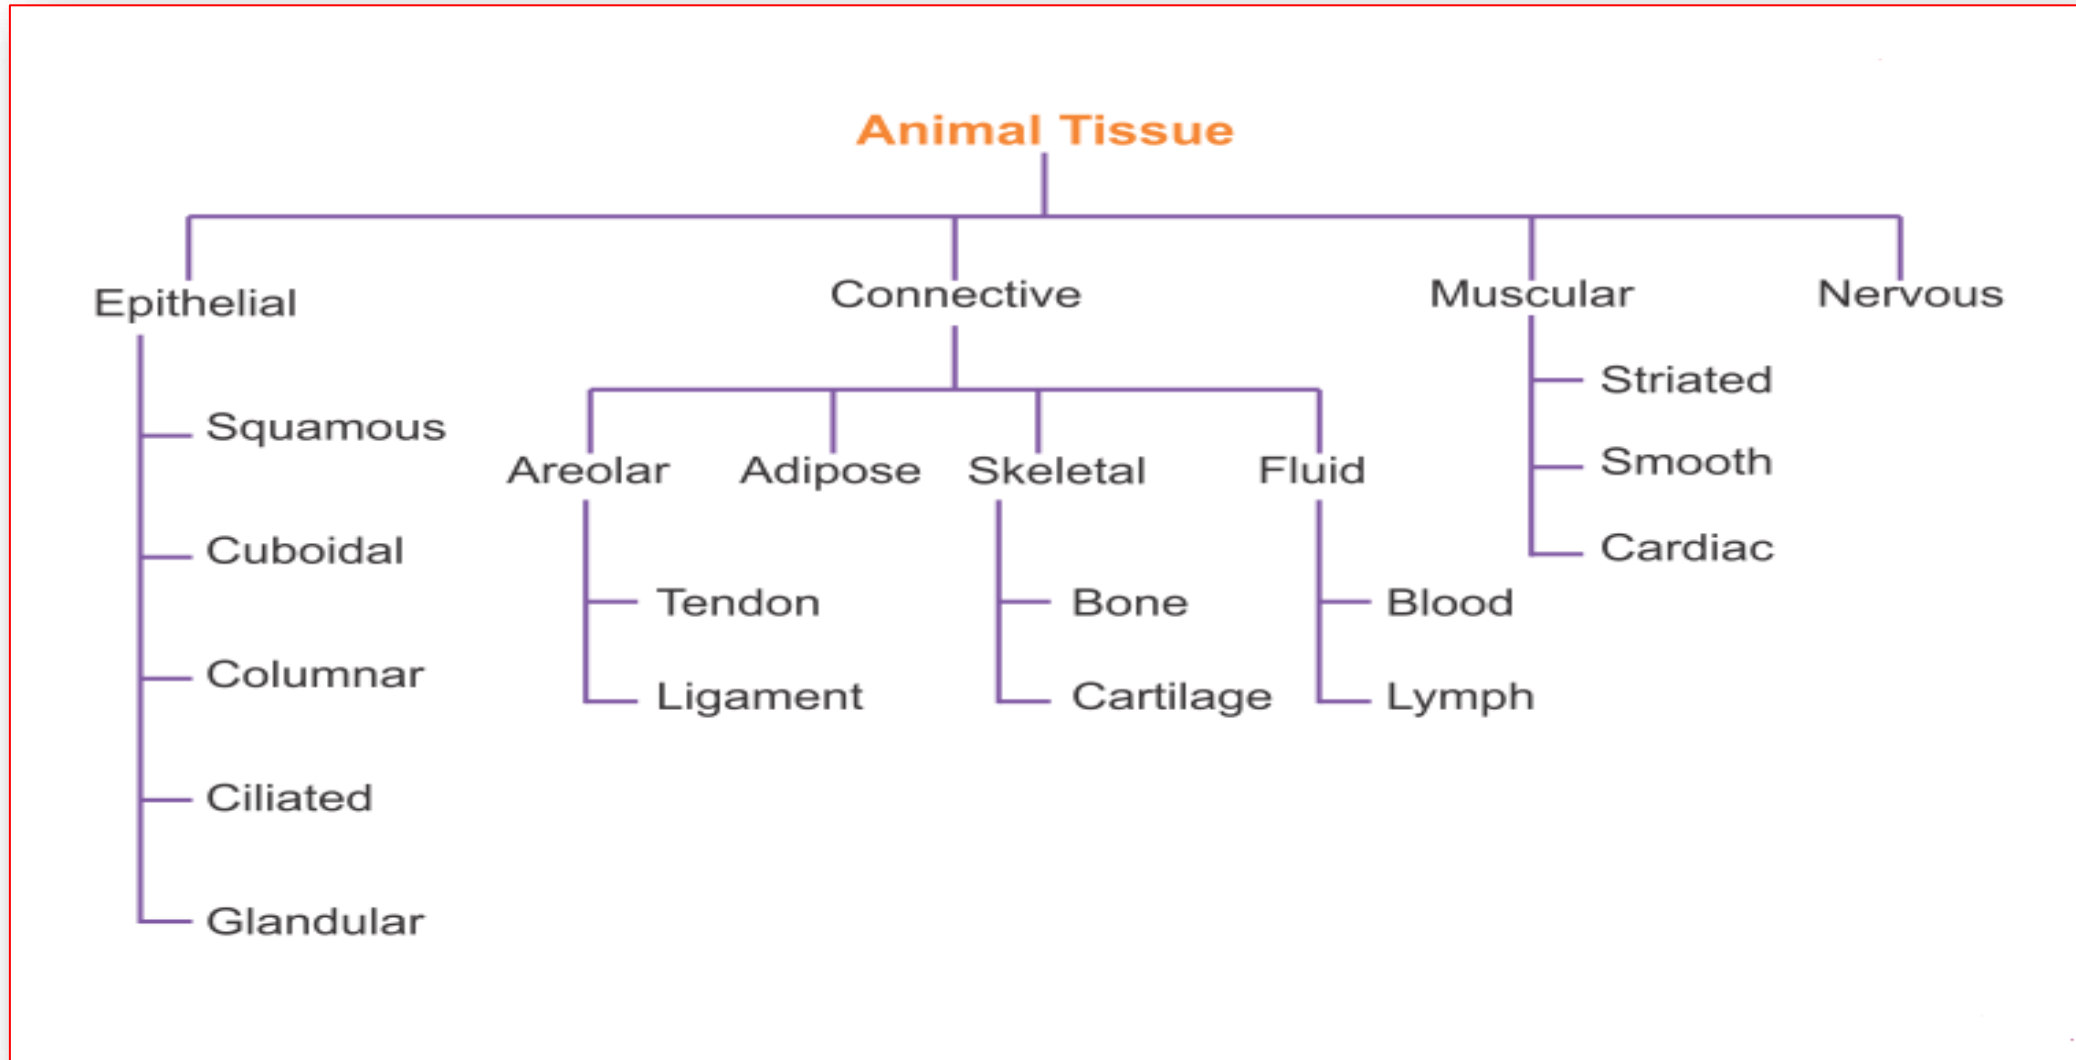 Animal Tissue
Epithelial
Connective
Muscular
Nervous
Squamous
Cuboidal
Columnar
Ciliated
Glandular
Areolar
Adipose
Skeletal
Fluid
Tendon
Ligament
Bone
Cartilage
Blood
Lymph
Striated
Smooth
Cardiac